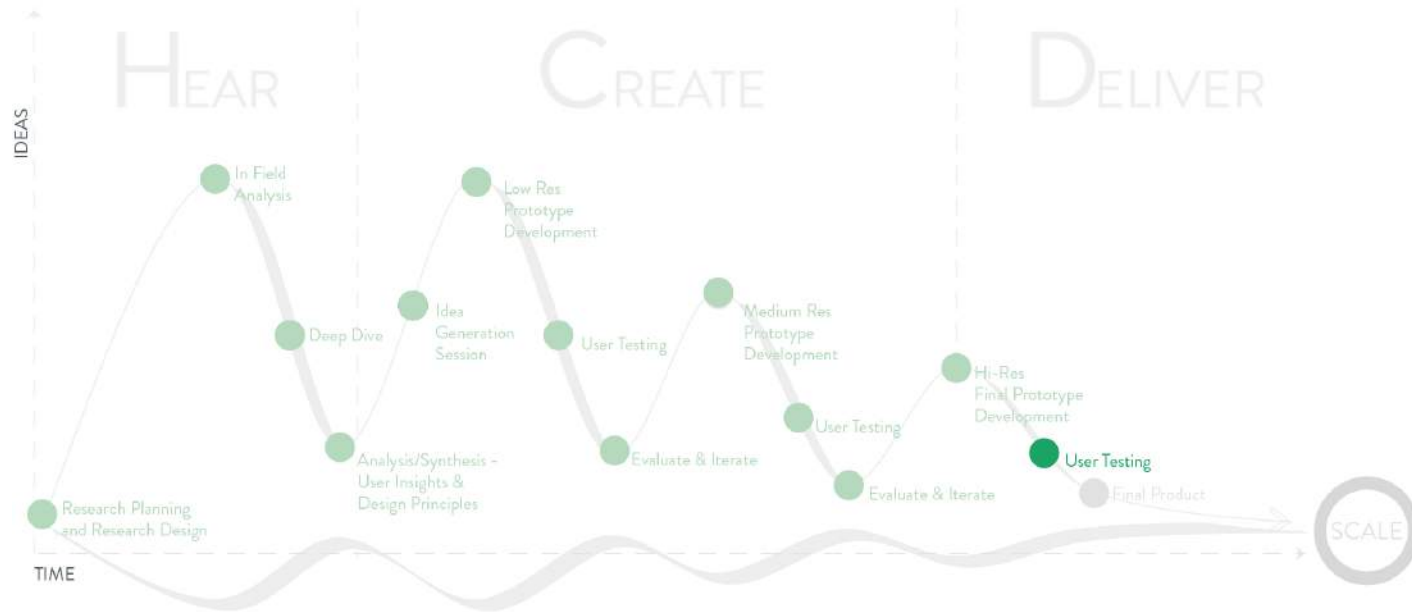 HEAR
CREATE
DELIVER
IDEAS
In Field
Analysis
Low Res
Prototype
Development
Deep Dive
Idea
Generation
Session
User Testing
Medium Res
Prototype
Development
Hi-Res
Final Prototype
Development
Analysis/Synthesis –
User Insights &
Design Principles
Evaluate & Iterate
User Testing
Evaluate & Iterate
User Testing
Final Product
Research Planning
and Research Design
SCALE
TIME